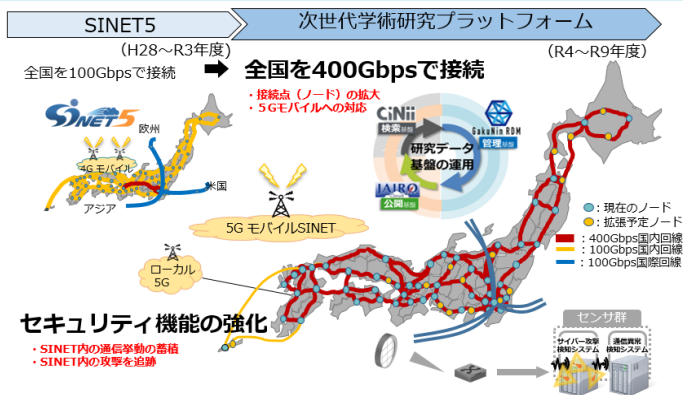 SINET5
次世代学術研究プラットフォーム
(H28～R3年度)
(R4～R9年度)
全国を100Gbpsで接続
全国を400Gbpsで接続
・接続点（ノード）の拡大
・５Gモバイルへの対応
SINET5
欧州
4G モバイル
米国
アジア
CiNii
検索基盤
GakuNin RDM
管理基盤
研究データ
基盤の運用
JAIRO
公開基盤
5G モバイルSINET
ローカル
5G
：現在のノード
：拡張予定ノード
：400Gbps国内回線
：100Gbps国内回線
：100Gbps国際回線
セキュリティ機能の強化
・SINET内の通信挙動の蓄積
・SINET内の攻撃を追跡
センサ群
サイバー攻撃
検知システム
通信異常
検知システム